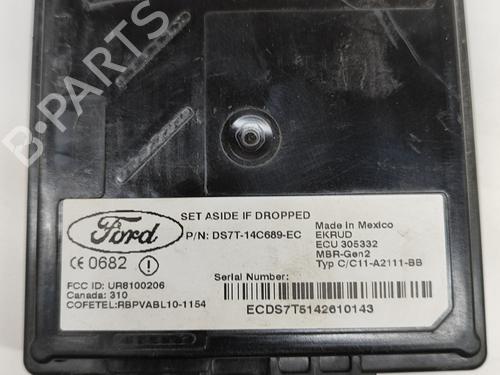 B-PARTS
Ford
SET ASIDE IF DROPPED
P/N: DS7T-14C689-EC
Made In Mexico
EKRUD
ECU 305332
MBR-Gen2
Typ C/C11-A2111-BB
CE 0682
FCC ID: UR8100206
Canada: 310
COFETEL:RBPVABL10-1154
Serial Number:
ECDS7T5142610143